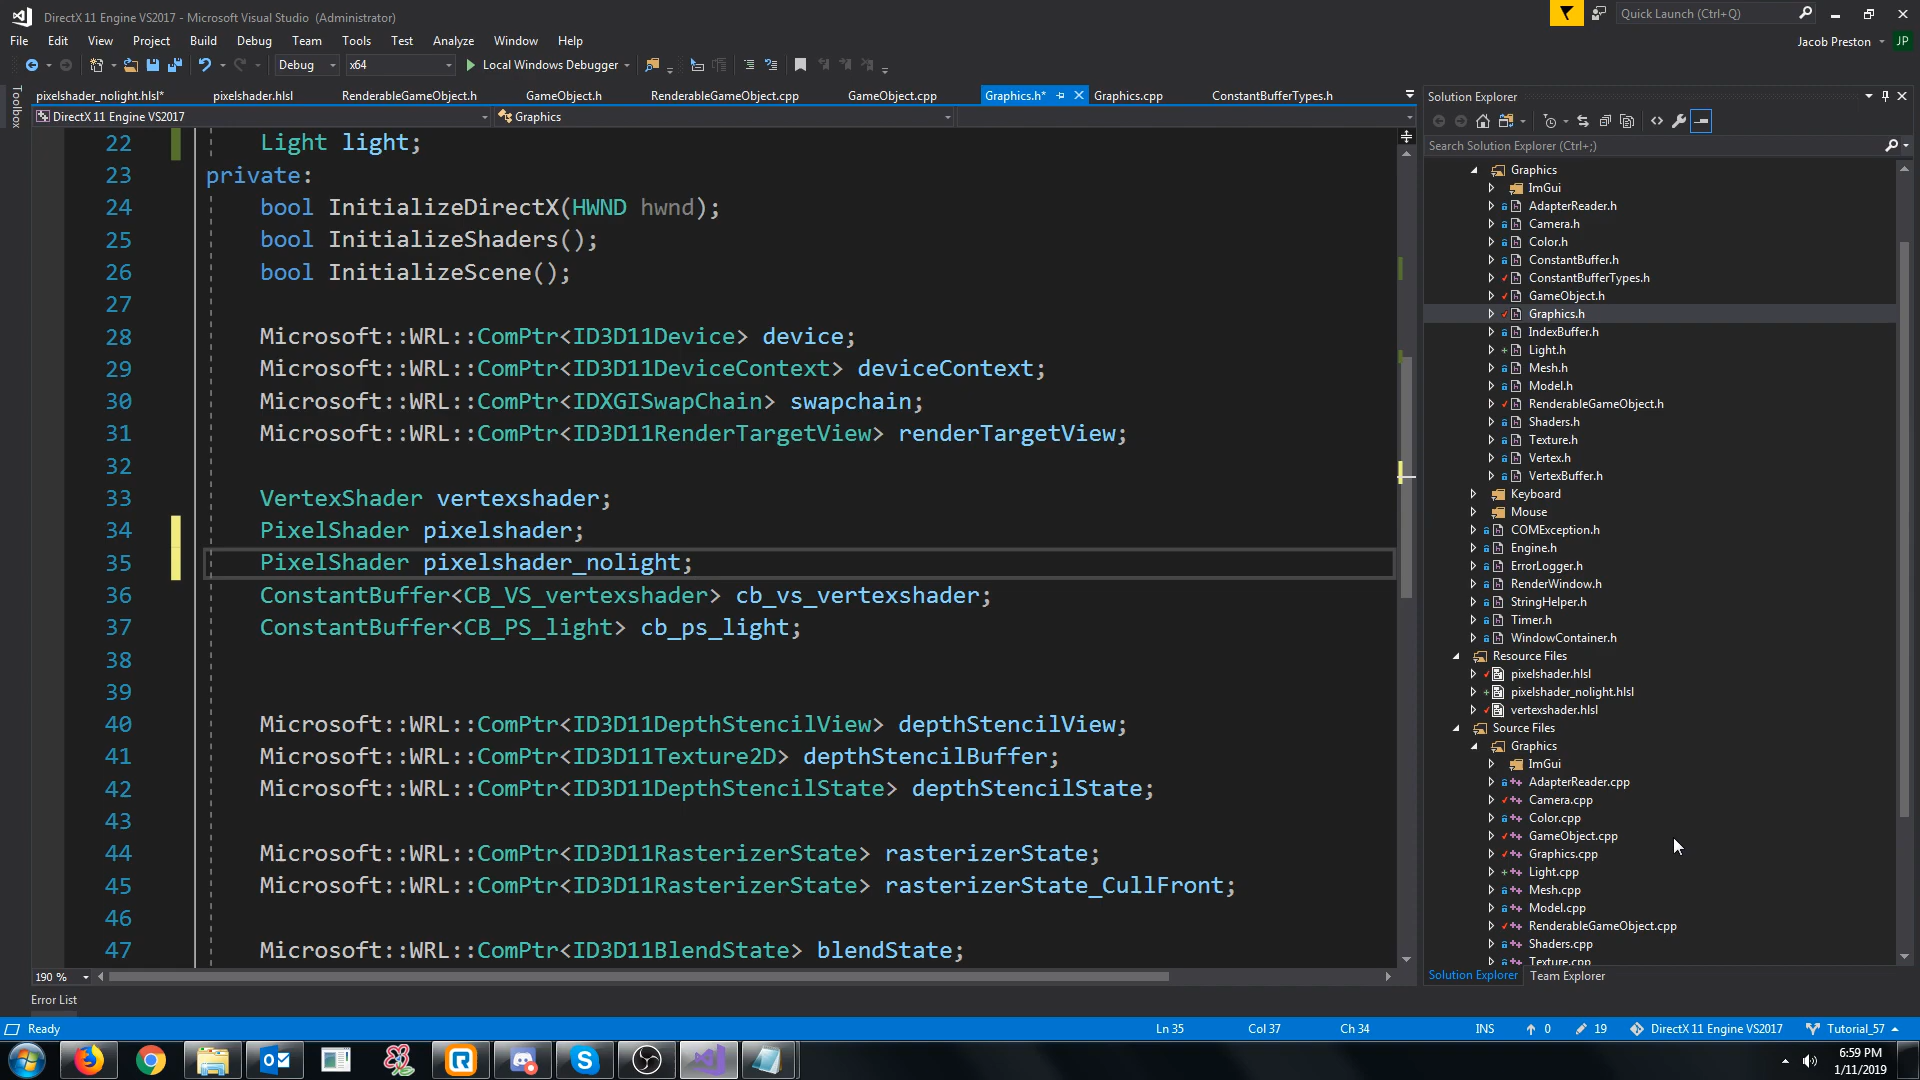 DirectX 11 Engine VS2017 - Microsoft Visual Studio (Administrator)
Quick Launch (Ctrl+Q)
File Edit View Project Build Debug Team Tools Test Analyze Window Help
Jacob Preston JP
Debug x64 Local Windows Debugger
Toolbox
pixelshader_nolight.hlsl* pixelshader.hlsl RenderableGameObject.h GameObject.h RenderableGameObject.cpp GameObject.cpp Graphics.h* Graphics.cpp ConstantBufferTypes.h
DirectX 11 Engine VS2017 Graphics
22 Light light;
23 private:
24 bool InitializeDirectX(HWND hwnd);
25 bool InitializeShaders();
26 bool InitializeScene();
27
28 Microsoft::WRL::ComPtr<ID3D11Device> device;
29 Microsoft::WRL::ComPtr<ID3D11DeviceContext> deviceContext;
30 Microsoft::WRL::ComPtr<IDXGISwapChain> swapchain;
31 Microsoft::WRL::ComPtr<ID3D11RenderTargetView> renderTargetView;
32
33 VertexShader vertexshader;
34 PixelShader pixelshader;
35 PixelShader pixelshader_nolight;
36 ConstantBuffer<CB_VS_vertexshader> cb_vs_vertexshader;
37 ConstantBuffer<CB_PS_light> cb_ps_light;
38
39
40 Microsoft::WRL::ComPtr<ID3D11DepthStencilView> depthStencilView;
41 Microsoft::WRL::ComPtr<ID3D11Texture2D> depthStencilBuffer;
42 Microsoft::WRL::ComPtr<ID3D11DepthStencilState> depthStencilState;
43
44 Microsoft::WRL::ComPtr<ID3D11RasterizerState> rasterizerState;
45 Microsoft::WRL::ComPtr<ID3D11RasterizerState> rasterizerState_CullFront;
46
47 Microsoft::WRL::ComPtr<ID3D11BlendState> blendState;
190 %
Solution Explorer
Search Solution Explorer (Ctrl+;)
Graphics
ImGui
AdapterReader.h
Camera.h
Color.h
ConstantBuffer.h
ConstantBufferTypes.h
GameObject.h
Graphics.h
IndexBuffer.h
Light.h
Mesh.h
Model.h
RenderableGameObject.h
Shaders.h
Texture.h
Vertex.h
VertexBuffer.h
Keyboard
Mouse
COMException.h
Engine.h
ErrorLogger.h
RenderWindow.h
StringHelper.h
Timer.h
WindowContainer.h
Resource Files
pixelshader.hlsl
pixelshader_nolight.hlsl
vertexshader.hlsl
Source Files
Graphics
ImGui
AdapterReader.cpp
Camera.cpp
Color.cpp
GameObject.cpp
Graphics.cpp
Light.cpp
Mesh.cpp
Model.cpp
RenderableGameObject.cpp
Shaders.cpp
Texture.cpp
Solution Explorer Team Explorer
Error List
Ready Ln 35 Col 37 Ch 34 INS 0 19 DirectX 11 Engine VS2017 Tutorial_57
6:59 PM
1/11/2019